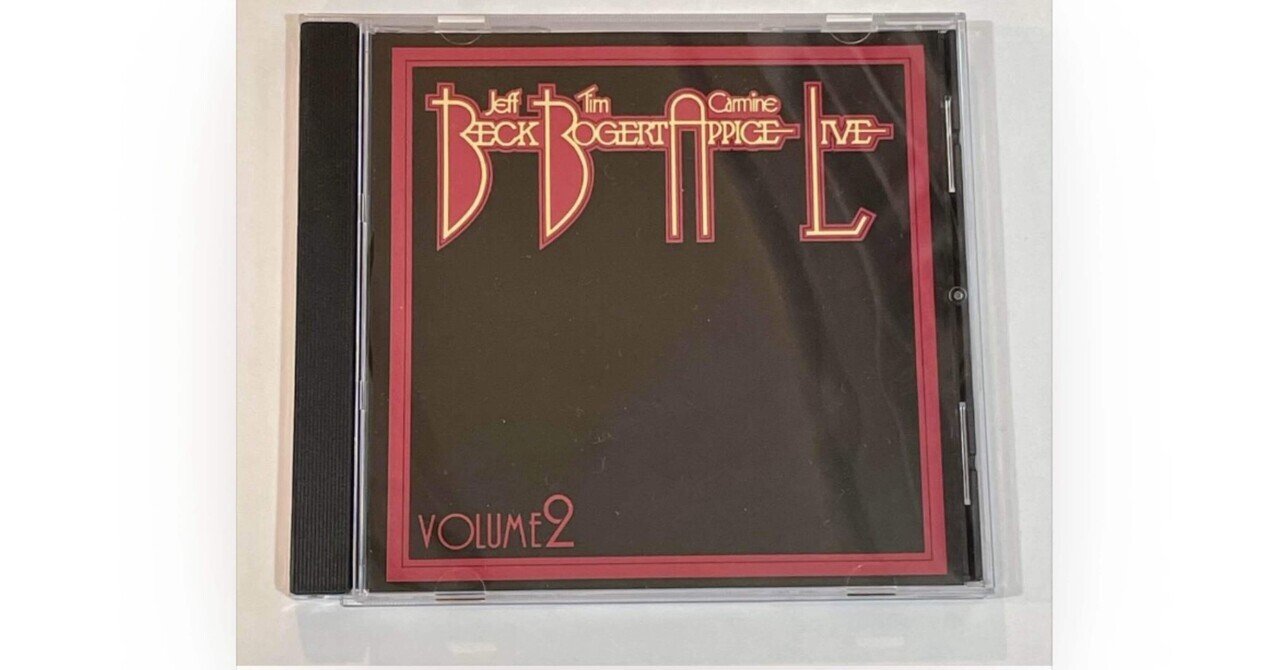 Jeff Tim Carmine
BECK BOGERT APPICE LIVE
VOLUME 2